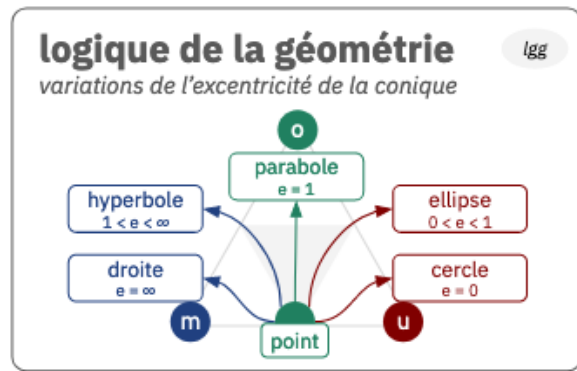 logique de la géométrie
lgg
variations de l'excentricité de la conique
o
parabole
e = 1
hyperbole
1 < e < ∞
ellipse
0 < e < 1
droite
e = ∞
cercle
e = 0
m
u
point